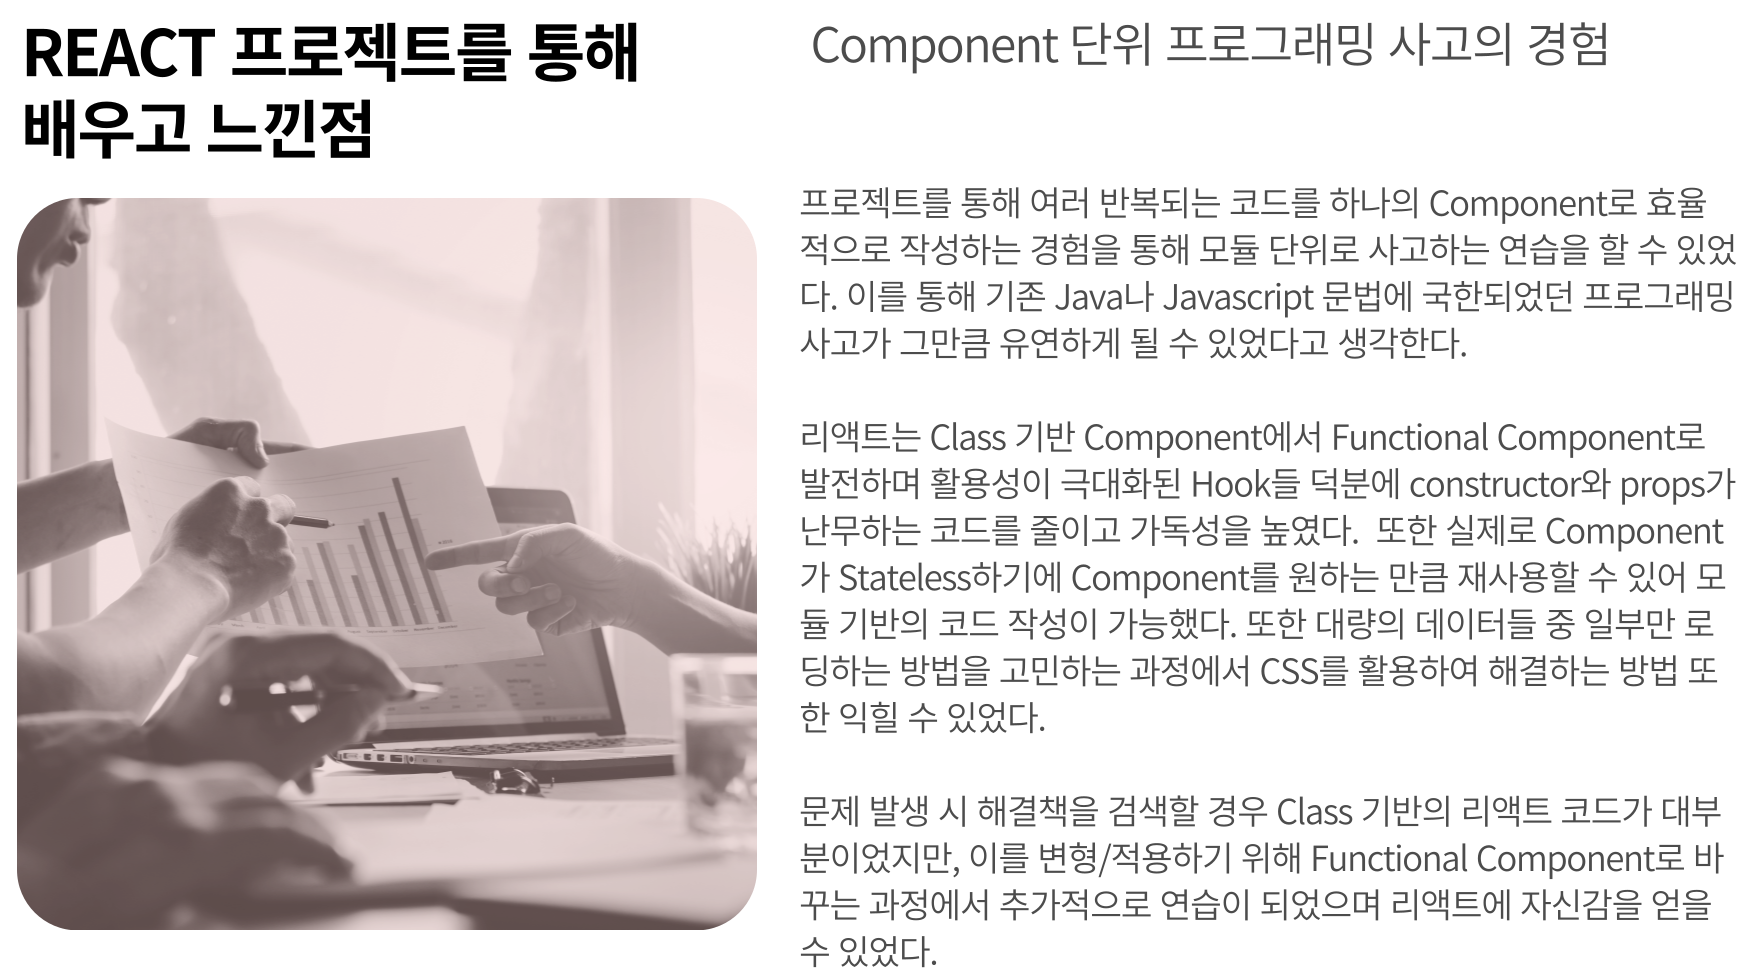 REACT 프로젝트를 통해
배우고 느낀점
Component 단위 프로그래밍 사고의 경험
프로젝트를 통해 여러 반복되는 코드를 하나의 Component로 효율
적으로 작성하는 경험을 통해 모듈 단위로 사고하는 연습을 할 수 있었
다. 이를 통해 기존 Java나 Javascript 문법에 국한되었던 프로그래밍
사고가 그만큼 유연하게 될 수 있었다고 생각한다.
리액트는 Class 기반 Component에서 Functional Component로
발전하며 활용성이 극대화된 Hook들 덕분에 constructor와 props가
난무하는 코드를 줄이고 가독성을 높였다.  또한 실제로 Component
가 Stateless하기에 Component를 원하는 만큼 재사용할 수 있어 모
듈 기반의 코드 작성이 가능했다. 또한 대량의 데이터들 중 일부만 로
딩하는 방법을 고민하는 과정에서 CSS를 활용하여 해결하는 방법 또
한 익힐 수 있었다.
문제 발생 시 해결책을 검색할 경우 Class 기반의 리액트 코드가 대부
분이었지만, 이를 변형/적용하기 위해 Functional Component로 바
꾸는 과정에서 추가적으로 연습이 되었으며 리액트에 자신감을 얻을
수 있었다.